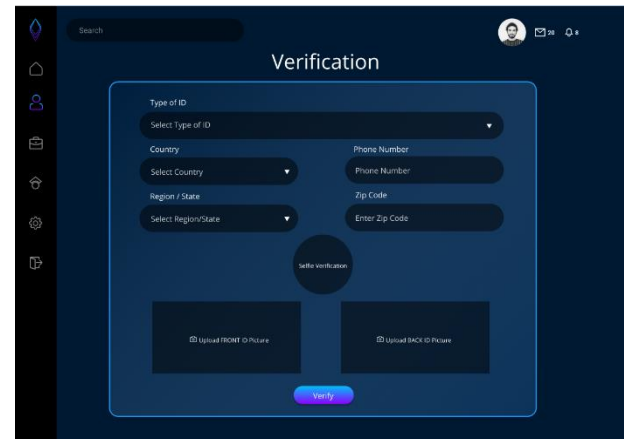 Search
26
8
Verification
Type of ID
Select Type of ID
Country
Phone Number
Select Country
Phone Number
Region / State
Zip Code
Select Region/State
Enter Zip Code
Selfie Verification
Upload FRONT ID Picture
Upload BACK ID Picture
Verify